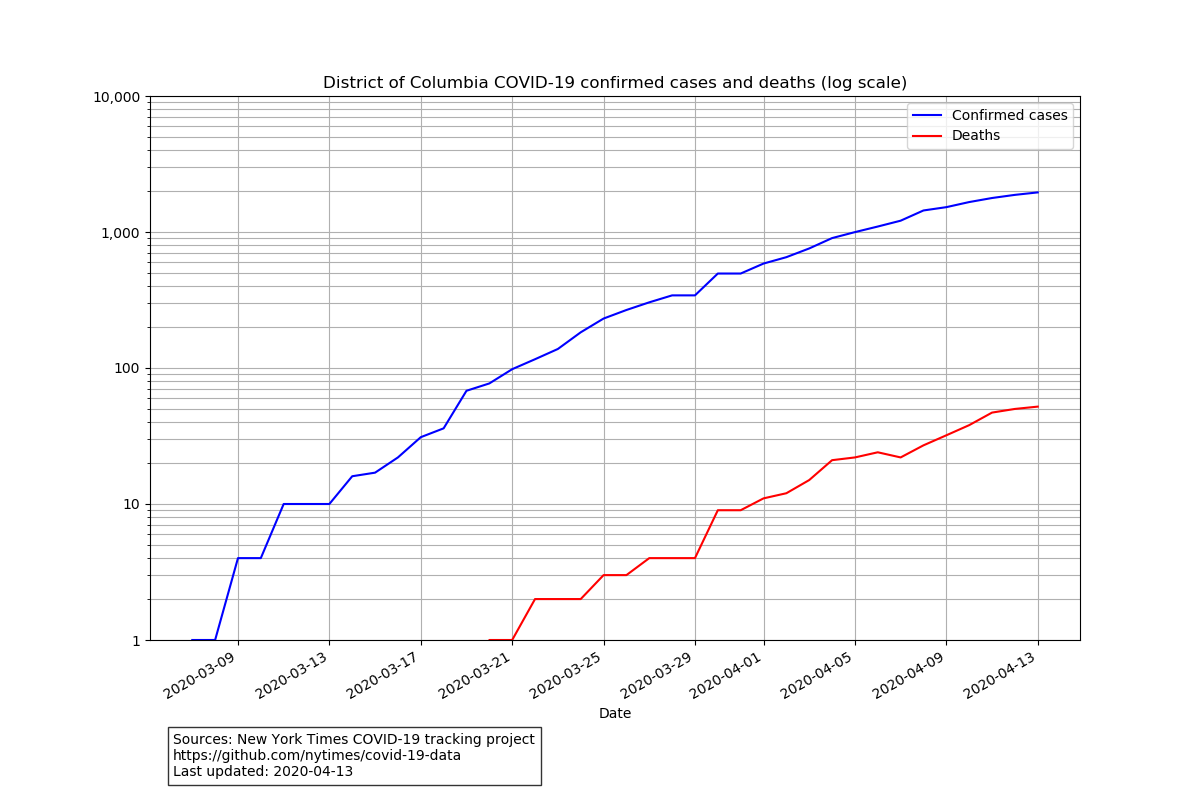 District of Columbia COVID-19 confirmed cases and deaths (log scale)
10,000
1,000
100
10
1
Confirmed cases
Deaths
2020-03-09
2020-03-13
2020-03-17
2020-03-21
2020-03-25
2020-03-29
2020-04-01
2020-04-05
2020-04-09
2020-04-13
Date
Sources: New York Times COVID-19 tracking project
https://github.com/nytimes/covid-19-data
Last updated: 2020-04-13